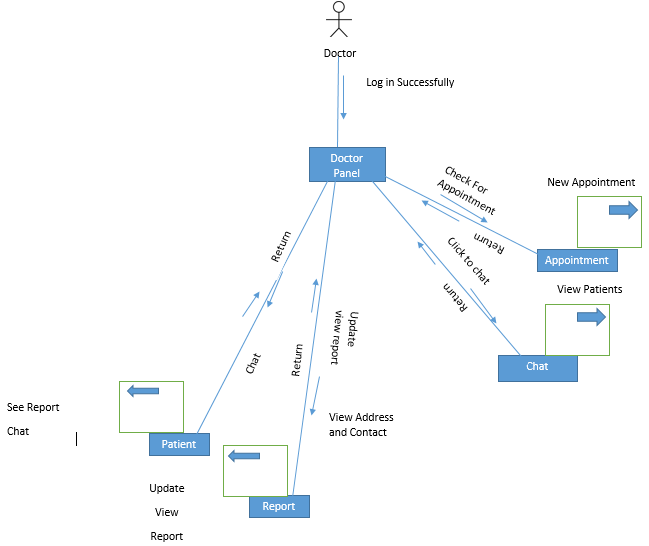 Doctor
Log in Successfully
Doctor
Panel
Check For
Appointment
Return
New Appointment
Appointment
Click to chat
Return
View Patients
Chat
Return
Chat
Update
view report
Return
View Address
and Contact
See Report
Chat
Patient
Report
Update
View
Report